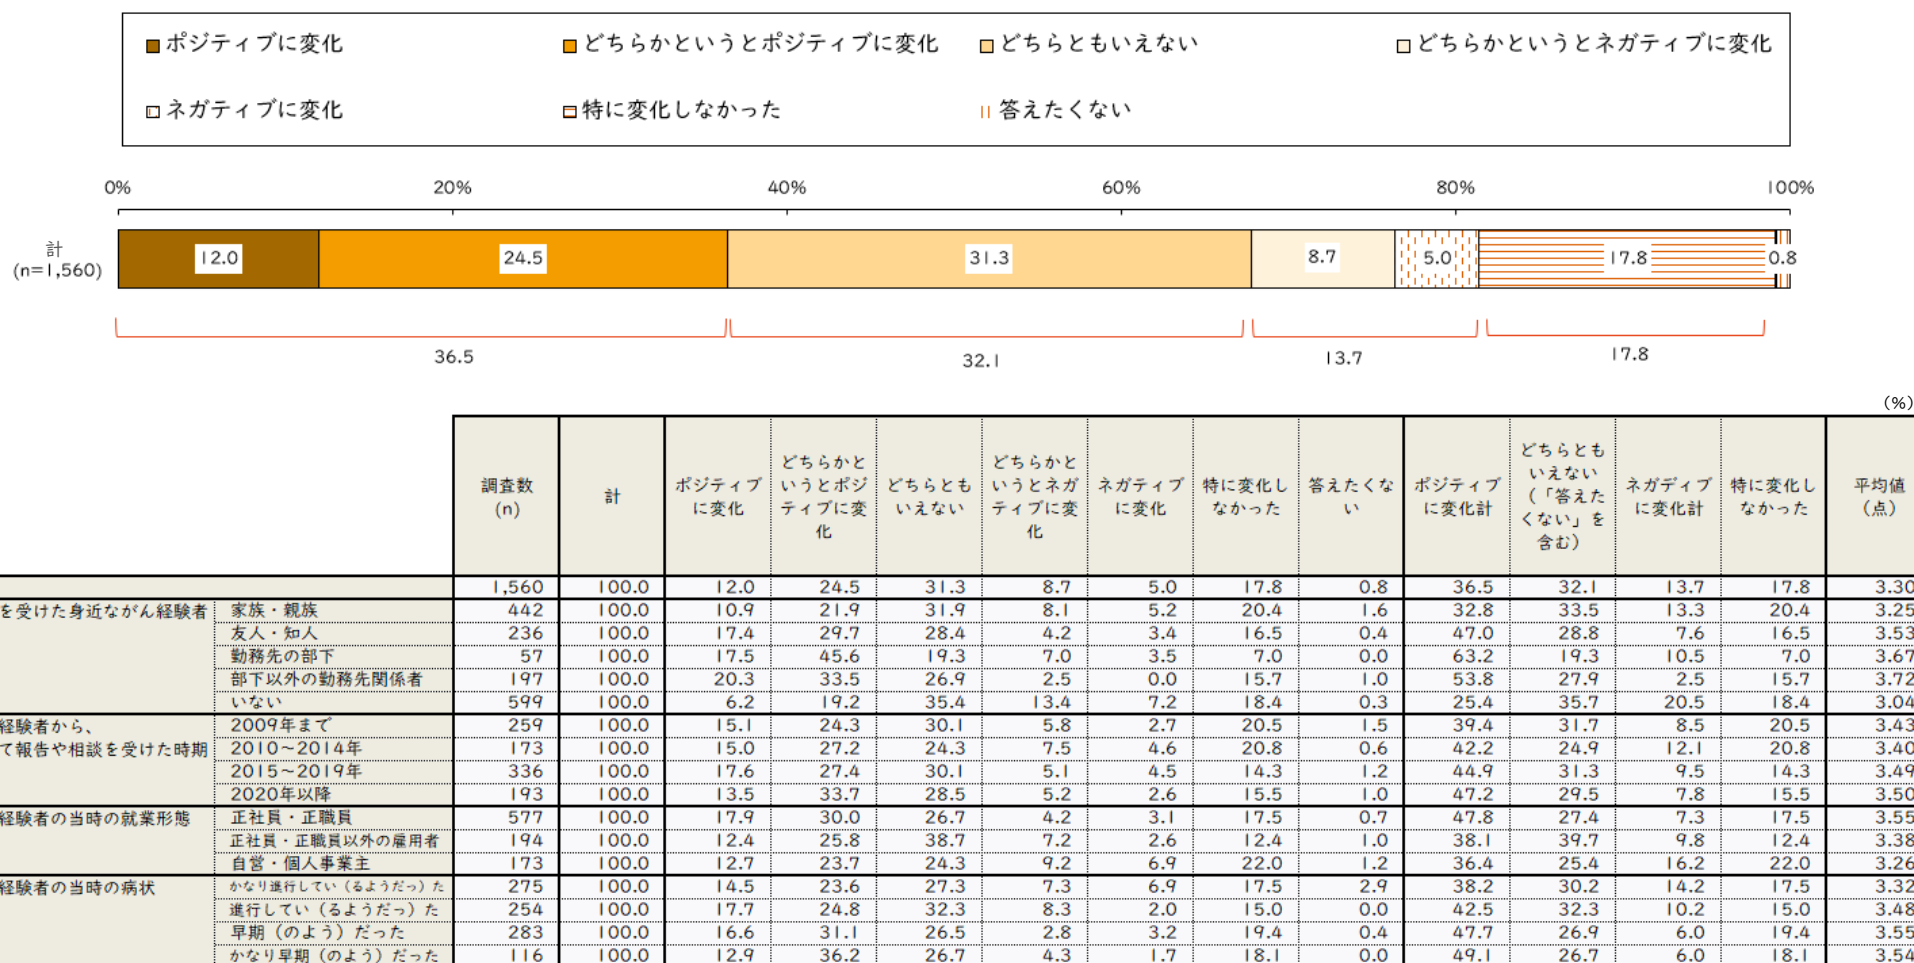 ポジティブに変化 どちらかというとポジティブに変化 どちらともいえない どちらかというとネガティブに変化
ネガティブに変化 特に変化しなかった 答えたくない
0% 20% 40% 60% 80% 100%
計
(n=1,560)
12.0 24.5 31.3 8.7 5.0 17.8 0.8
36.5 32.1 13.7 17.8
(%)
調査数
(n)
計
ポジティブ
に変化
どちらかと
いうとポジ
ティブに変
化
どちらとも
いえない
どちらかと
いうとネガ
ティブに変
化
ネガティブ
に変化
特に変化し
なかった
答えたくな
い
ポジティブ
に変化計
どちらとも
いえない
(「答えた
くない」を
含む)
ネガディブ
に変化計
特に変化し
なかった
平均値
(点)
1,560 100.0 12.0 24.5 31.3 8.7 5.0 17.8 0.8 36.5 32.1 13.7 17.8 3.30
を受けた身近ながん経験者 家族・親族 442 100.0 10.9 21.9 31.9 8.1 5.2 20.4 1.6 32.8 33.5 13.3 20.4 3.25
友人・知人 236 100.0 17.4 29.7 28.4 4.2 3.4 16.5 0.4 47.0 28.8 7.6 16.5 3.53
勤務先の部下 57 100.0 17.5 45.6 19.3 7.0 3.5 7.0 0.0 63.2 19.3 10.5 7.0 3.67
部下以外の勤務先関係者 197 100.0 20.3 33.5 26.9 2.5 0.0 15.7 1.0 53.8 27.9 2.5 15.7 3.72
いない 599 100.0 6.2 19.2 35.4 13.4 7.2 18.4 0.3 25.4 35.7 20.5 18.4 3.04
経験者から、 2009年まで 259 100.0 15.1 24.3 30.1 5.8 2.7 20.5 1.5 39.4 31.7 8.5 20.5 3.43
て報告や相談を受けた時期 2010～2014年 173 100.0 15.0 27.2 24.3 7.5 4.6 20.8 0.6 42.2 24.9 12.1 20.8 3.40
2015～2019年 336 100.0 17.6 27.4 30.1 5.1 4.5 14.3 1.2 44.9 31.3 9.5 14.3 3.49
2020年以降 193 100.0 13.5 33.7 28.5 5.2 2.6 15.5 1.0 47.2 29.5 7.8 15.5 3.50
経験者の当時の就業形態 正社員・正職員 577 100.0 17.9 30.0 26.7 4.2 3.1 17.5 0.7 47.8 27.4 7.3 17.5 3.55
正社員・正職員以外の雇用者 194 100.0 12.4 25.8 38.7 7.2 2.6 12.4 1.0 38.1 39.7 9.8 12.4 3.38
自営・個人事業主 173 100.0 12.7 23.7 24.3 9.2 6.9 22.0 1.2 36.4 25.4 16.2 22.0 3.26
経験者の当時の病状 かなり進行してい(るようだっ)た 275 100.0 14.5 23.6 27.3 7.3 6.9 17.5 2.9 38.2 30.2 14.2 17.5 3.32
進行してい(るようだっ)た 254 100.0 17.7 24.8 32.3 8.3 2.0 15.0 0.0 42.5 32.3 10.2 15.0 3.48
早期(のよう)だった 283 100.0 16.6 31.1 26.5 2.8 3.2 19.4 0.4 47.7 26.9 6.0 19.4 3.55
かなり早期(のよう)だった 116 100.0 12.9 36.2 26.7 4.3 1.7 18.1 0.0 49.1 26.7 6.0 18.1 3.54